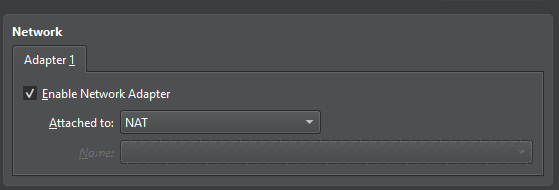 Network
Adapter 1
Enable Network Adapter
Attached to: NAT
Name: